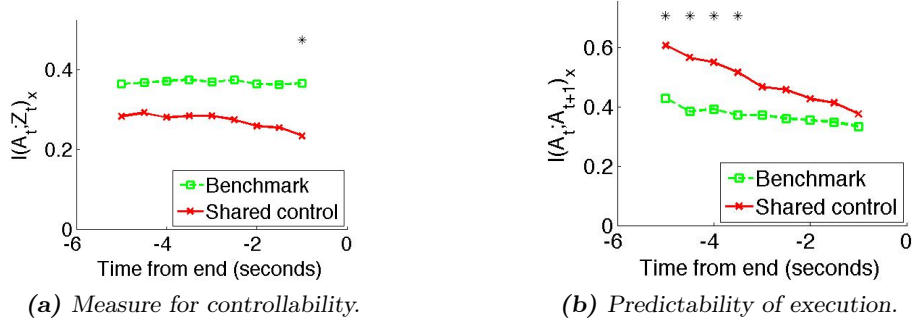 I(A_t;Z_t)_x
0.4
0.2
0
*
Benchmark
Shared control
-6 -4 -2 0
Time from end (seconds)
(a) Measure for controllability.
I(A_t;A_{t+1})_x
0.6
0.4
0.2
0
* * * *
Benchmark
Shared control
-6 -4 -2 0
Time from end (seconds)
(b) Predictability of execution.